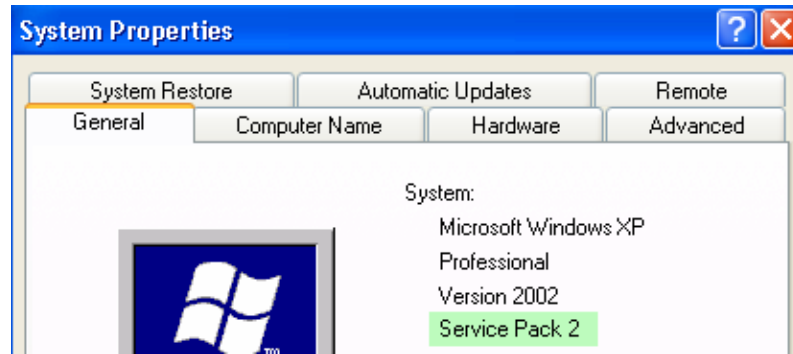 System Properties
?
System Restore Automatic Updates Remote
General Computer Name Hardware Advanced
System:
Microsoft Windows XP
Professional
Version 2002
Service Pack 2
TM